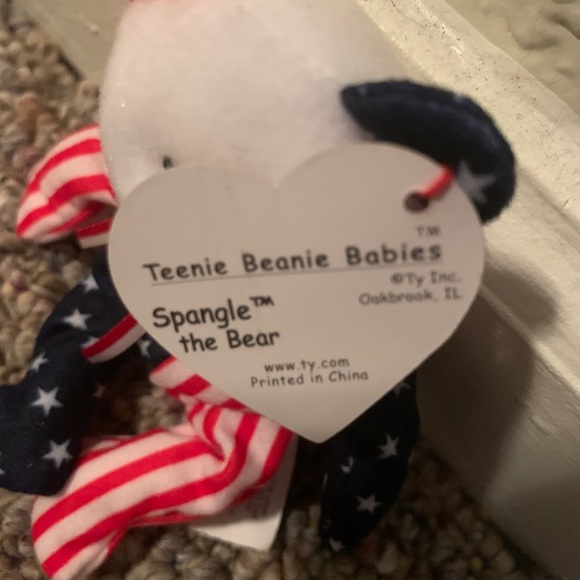 TM
Teenie Beanie Babies
©Ty Inc.
Oakbrook, IL
Spangle™
the Bear
www.ty.com
Printed in China